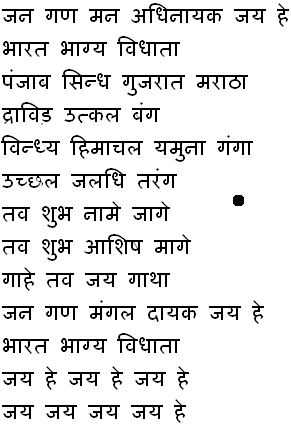 जन गण मन अधिनायक जय हे
भारत भाग्य विधाता
पंजाब सिन्ध गुजरात मराठा
द्राविड़ उत्कल बंग
विन्ध्य हिमाचल यमुना गंगा
उच्छल जलधि तरंग
तव शुभ नामे जागे
तव शुभ आशिष मागे
गाहे तव जय गाथा
जन गण मंगल दायक जय हे
भारत भाग्य विधाता
जय हे जय हे जय हे
जय जय जय जय हे